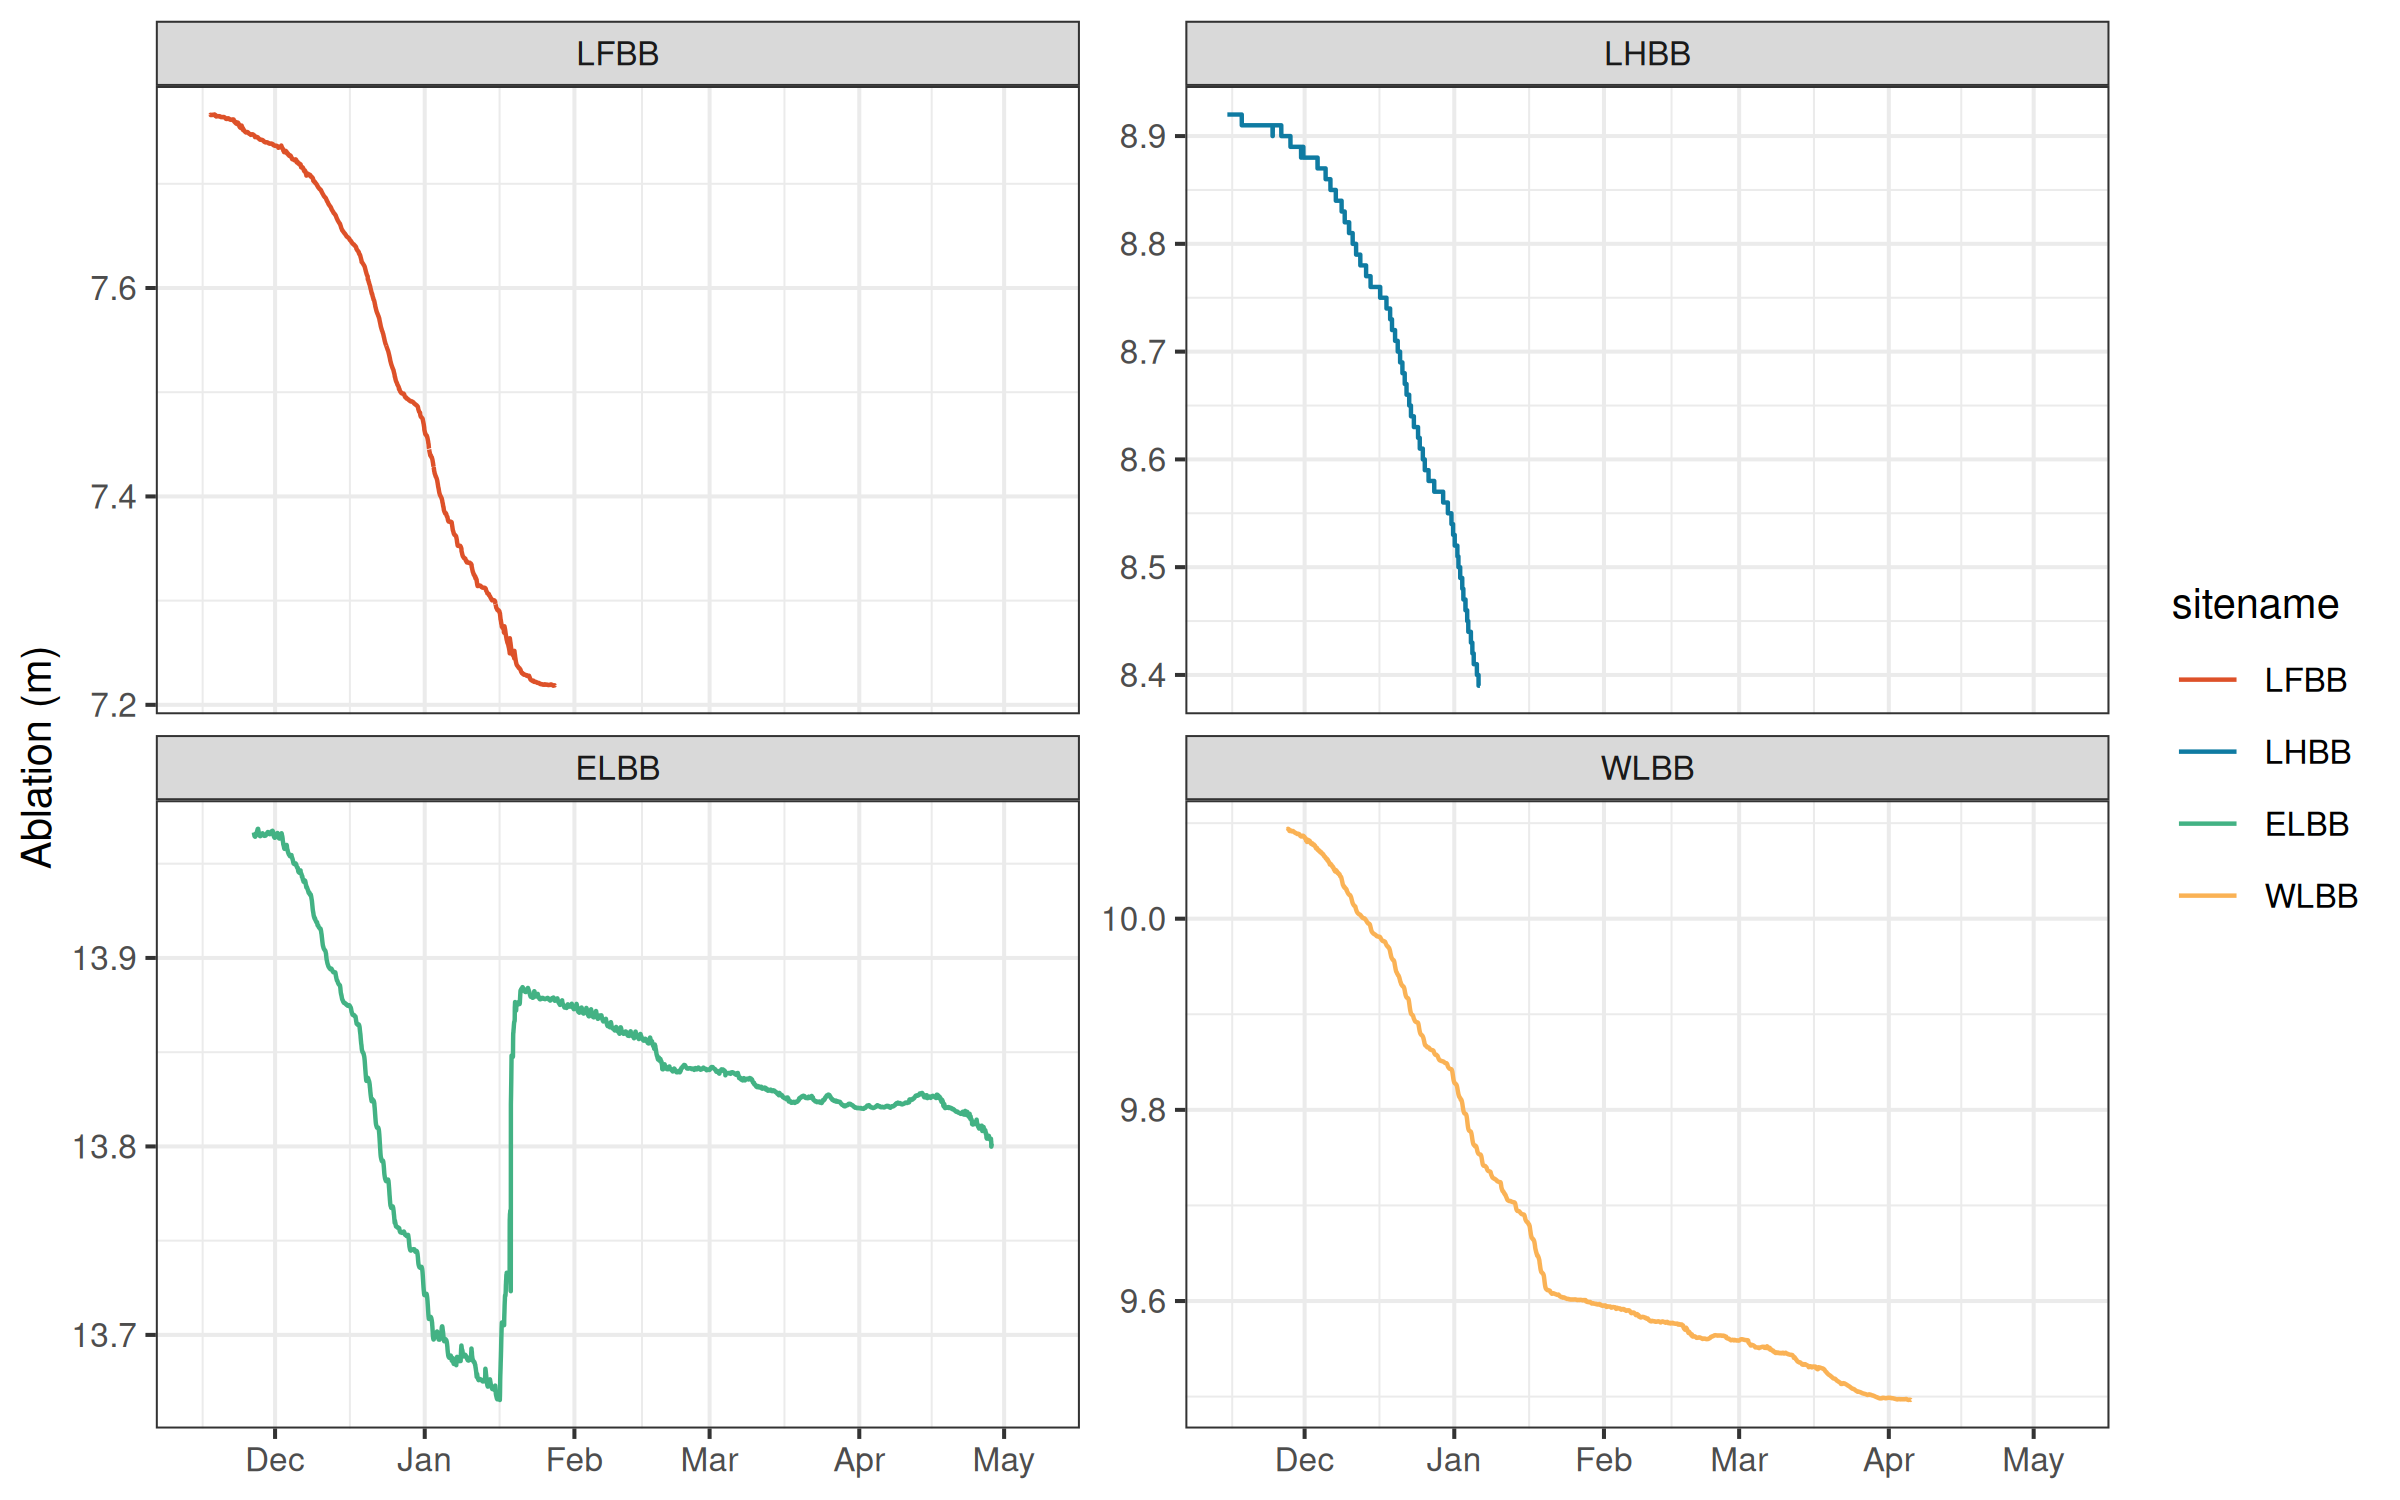 LFBB
LHBB
7.6
7.4
7.2
8.9
8.8
8.7
8.6
8.5
8.4
Ablation (m)
ELBB
WLBB
13.9
13.8
13.7
10.0
9.8
9.6
Dec Jan Feb Mar Apr May
Dec Jan Feb Mar Apr May
sitename
LFBB
LHBB
ELBB
WLBB